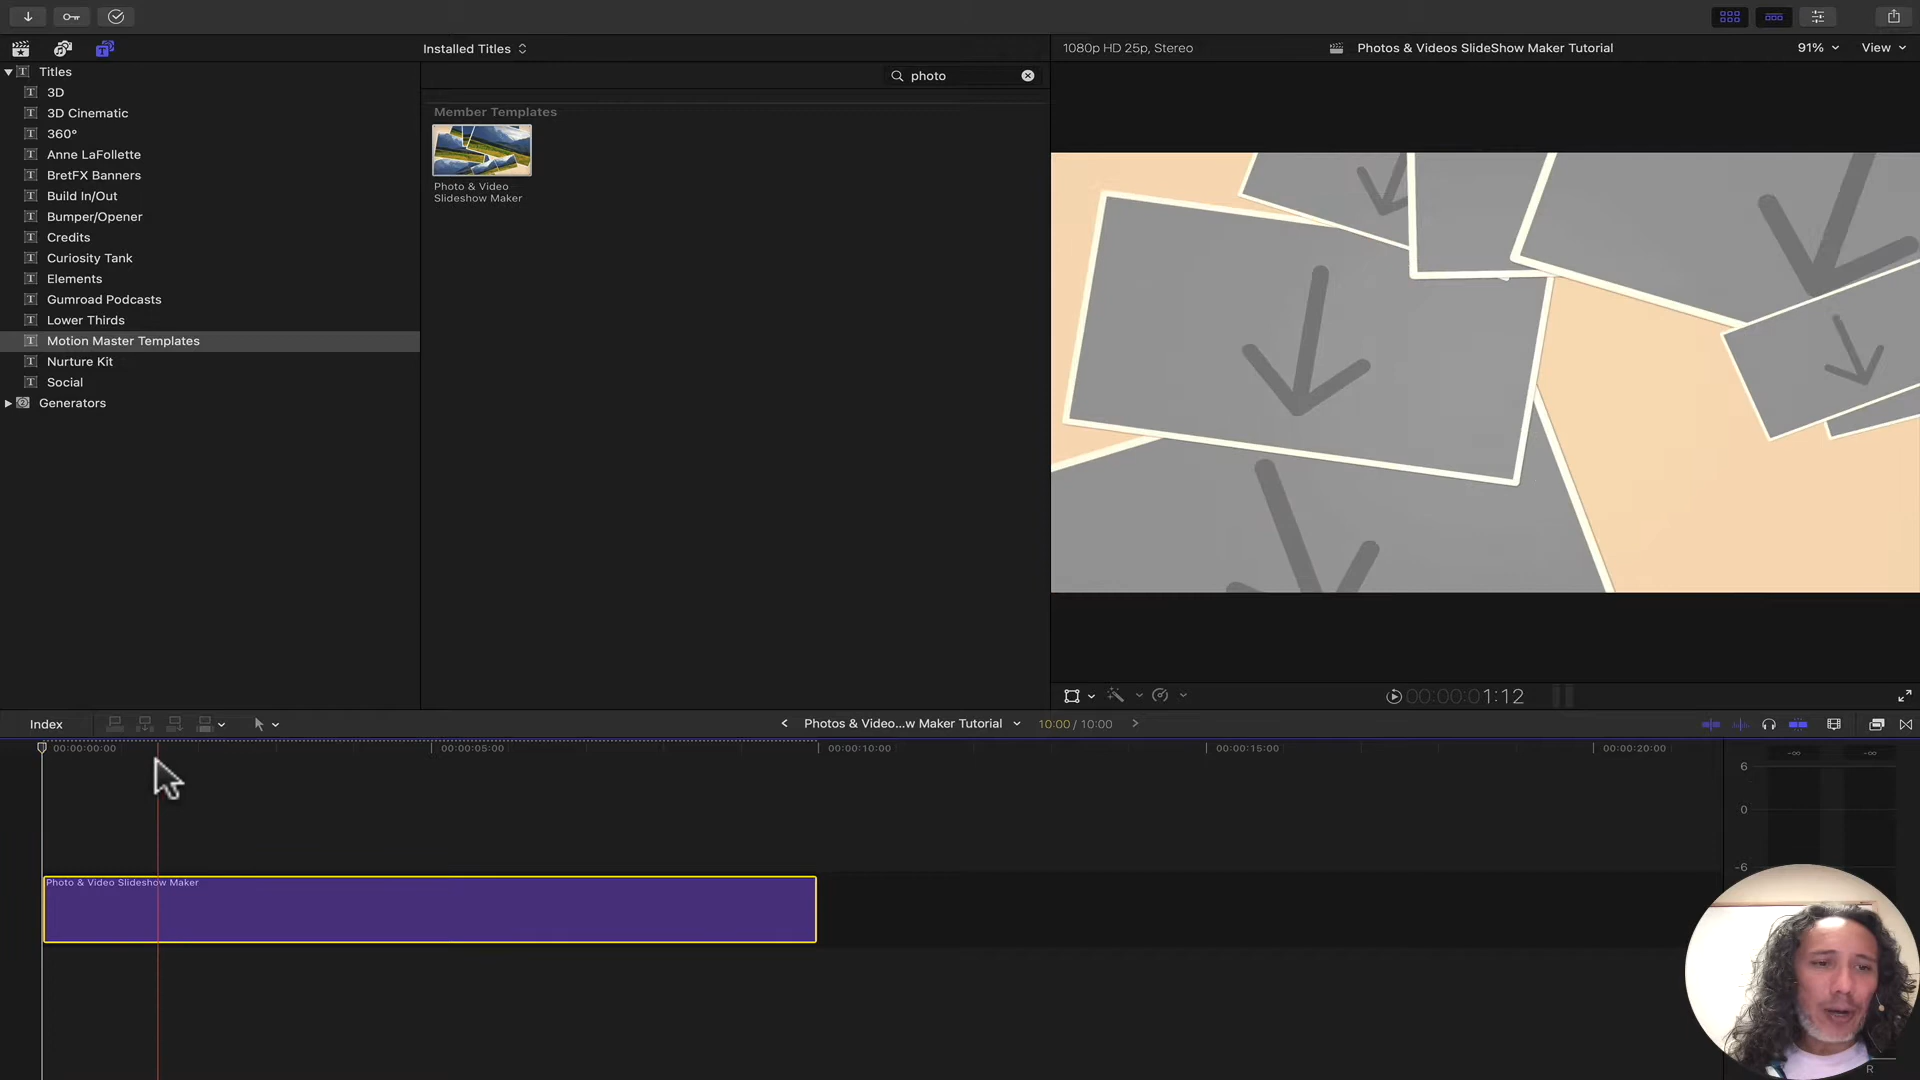 Installed Titles
1080p HD 25p, Stereo
Photos & Videos SlideShow Maker Tutorial
91%
View
Titles
3D
3D Cinematic
360°
Anne LaFollette
BretFX Banners
Build In/Out
Bumper/Opener
Credits
Curiosity Tank
Elements
Gumroad Podcasts
Lower Thirds
Motion Master Templates
Nurture Kit
Social
Generators
photo
Member Templates
Photo & Video
Slideshow Maker
00:00:01:12
Index
Photos & Video...w Maker Tutorial
10:00 / 10:00
00:00:00:00
00:00:05:00
00:00:10:00
00:00:15:00
00:00:20:00
Photo & Video Slideshow Maker
-∞
-∞
6
0
-6
R